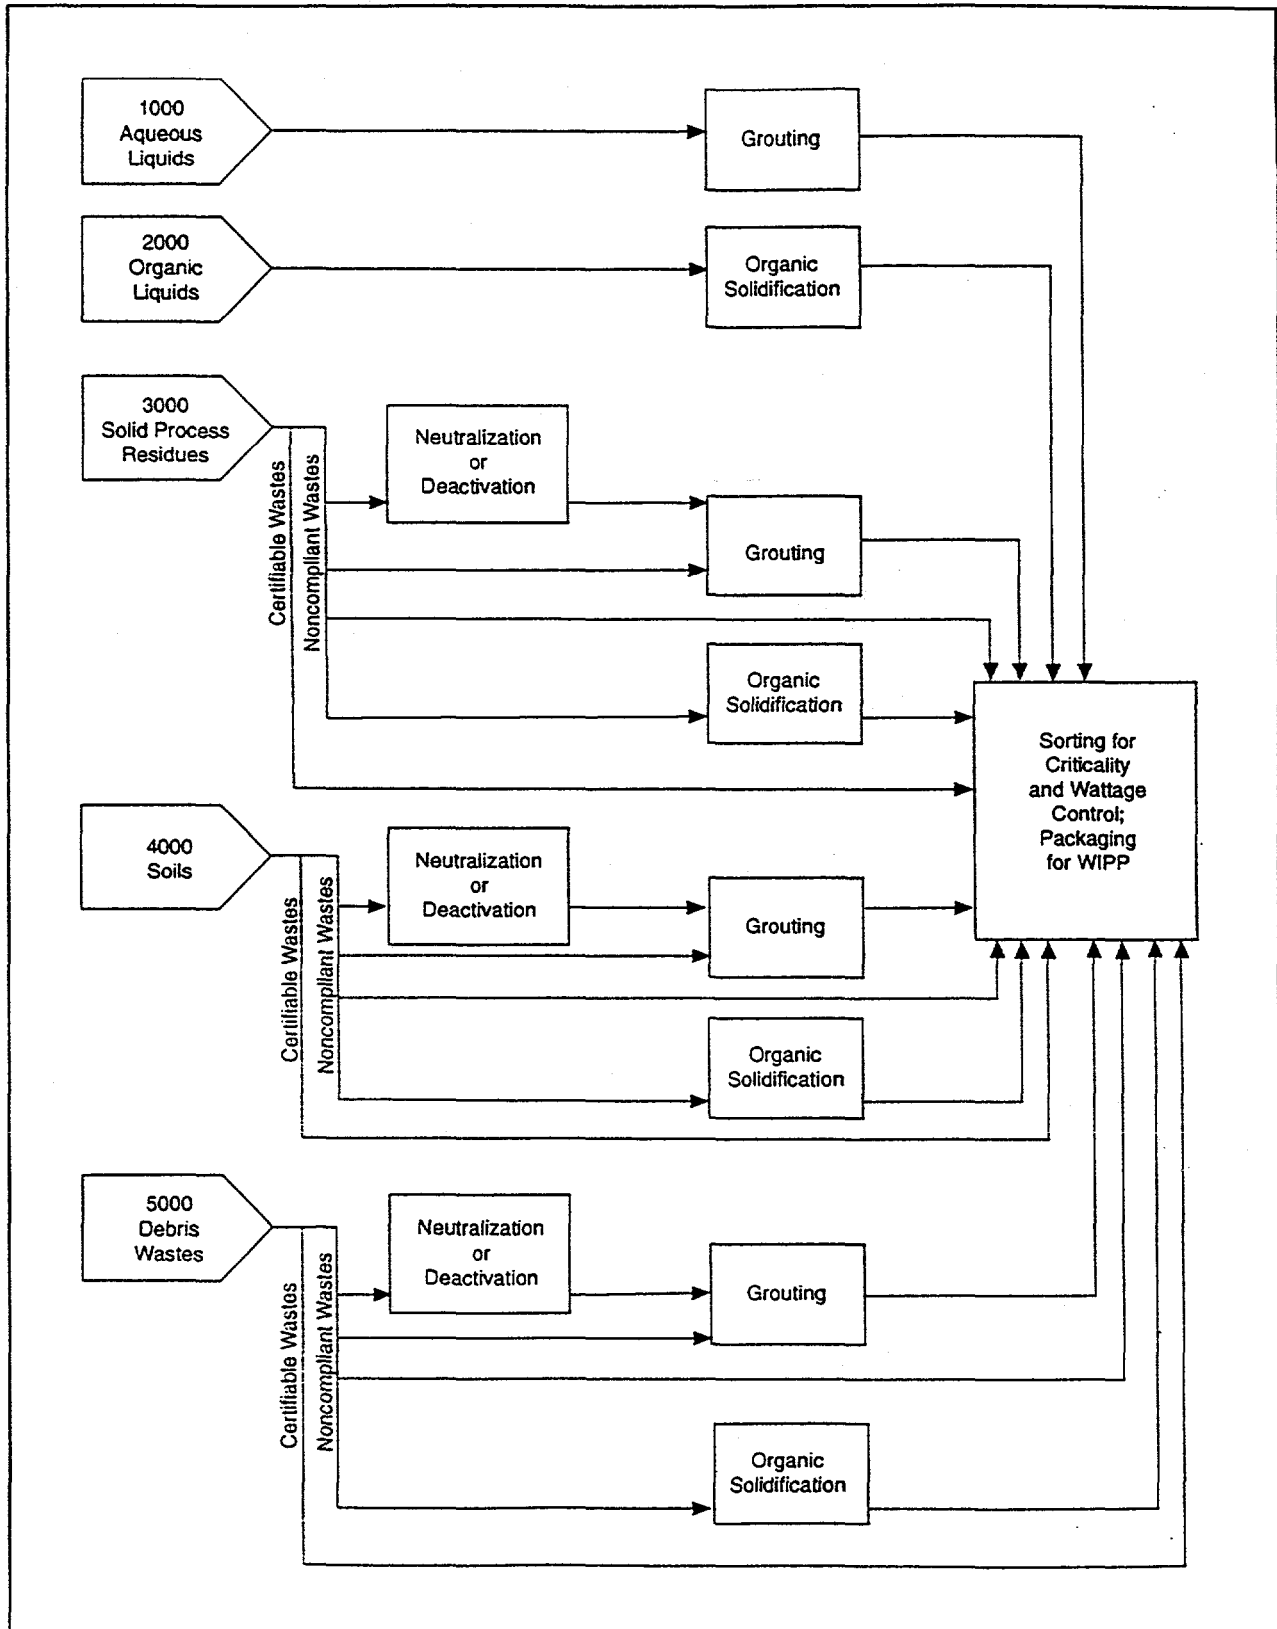 1000
Aqueous
Liquids
Grouting
2000
Organic
Liquids
Organic
Solidification
3000
Solid Process
Residues
Certifiable Wastes
Noncompliant Wastes
Neutralization
or
Deactivation
Grouting
Organic
Solidification
Sorting for
Criticality
and Wattage
Control;
Packaging
for WIPP
4000
Soils
Certifiable Wastes
Noncompliant Wastes
Neutralization
or
Deactivation
Grouting
Organic
Solidification
5000
Debris
Wastes
Certifiable Wastes
Noncompliant Wastes
Neutralization
or
Deactivation
Grouting
Organic
Solidification